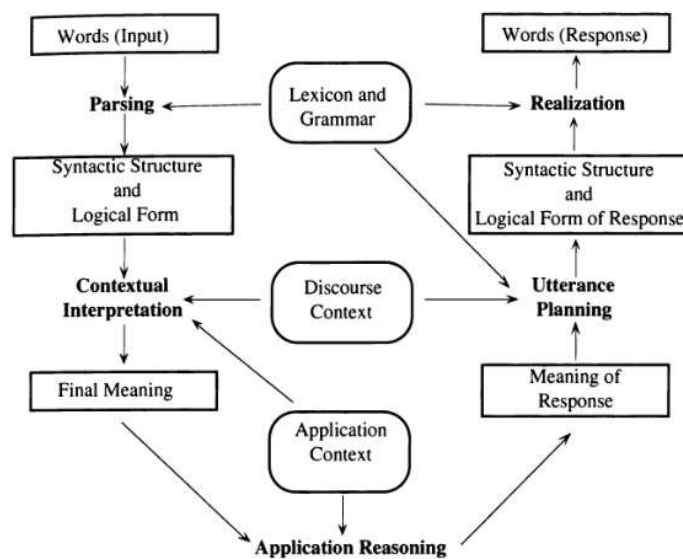 Words (Input)
Words (Response)
Parsing
Lexicon and
Grammar
Realization
Syntactic Structure
and
Logical Form
Syntactic Structure
and
Logical Form of Response
Contextual
Interpretation
Discourse
Context
Utterance
Planning
Final Meaning
Meaning of
Response
Application
Context
Application Reasoning